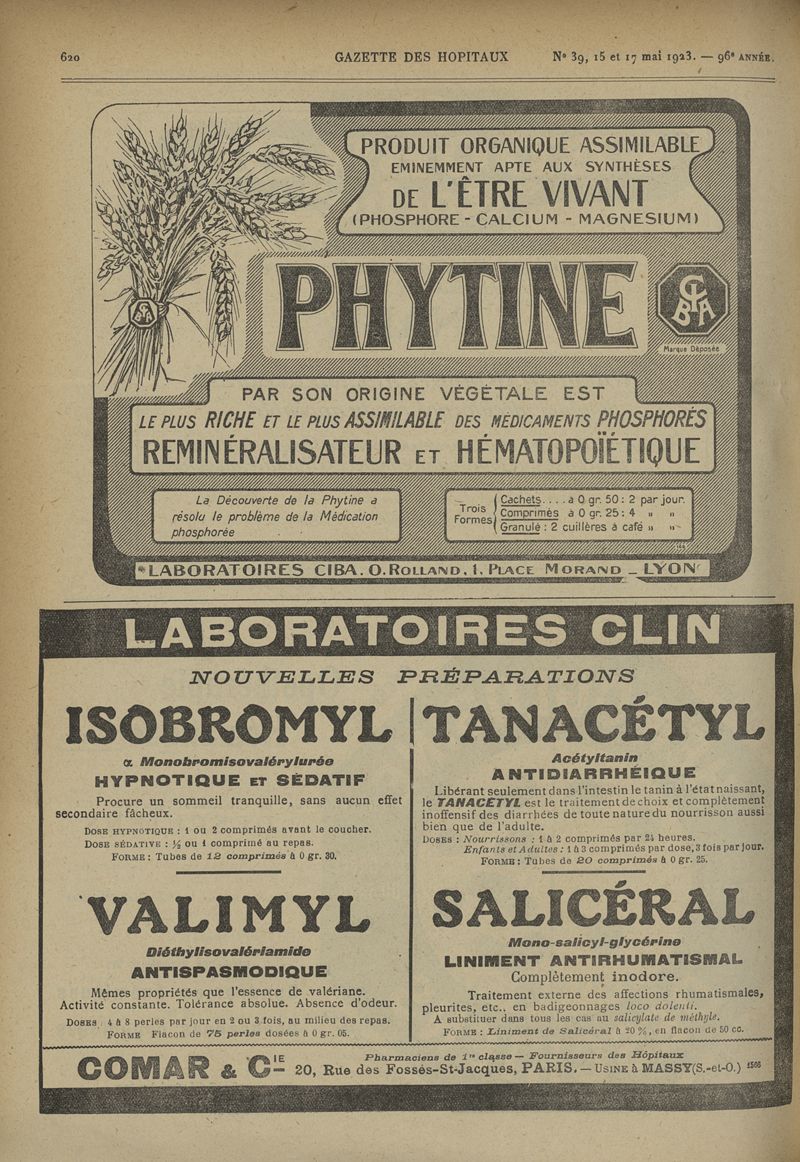 620 GAZETTE DES HOPITAUX Nº 39, 15 et 17 mai 1923. — 96e ANNÉE.
PRODUIT ORGANIQUE ASSIMILABLE
EMINEMMENT APTE AUX SYNTHÈSES
DE L'ÊTRE VIVANT
(PHOSPHORE - CALCIUM - MAGNESIUM)
PHYTINE
CIBA
CIBA
Marque Déposée
PAR SON ORIGINE VÉGÉTALE EST
LE PLUS RICHE ET LE PLUS ASSIMILABLE DES MÉDICAMENTS PHOSPHORÉS
REMINÉRALISATEUR ET HÉMATOPOÏÉTIQUE
La Découverte de la Phytine a
résolu le problème de la Médication
phosphorée
Trois
Formes
Cachets.... à 0 gr. 50 : 2 par jour.
Comprimés à 0 gr. 25 : 4 " "
Granulé : 2 cuillères à café " "
LABORATOIRES CIBA. O. ROLLAND, 1, PLACE MORAND _ LYON
LABORATOIRES CLIN
NOUVELLES PRÉPARATIONS
ISOBROMYL
α Monobromisovalérylurée
HYPNOTIQUE ET SÉDATIF
Procure un sommeil tranquille, sans aucun effet
secondaire fâcheux.
DOSE HYPNOTIQUE : 1 ou 2 comprimés avant le coucher.
DOSE SÉDATIVE : ½ ou 1 comprimé au repas.
FORME : Tubes de 12 comprimés à 0 gr. 30.
TANACÉTYL
Acétyltanin
ANTIDIARRHÉIQUE
Libérant seulement dans l'intestin le tanin à l'état naissant,
le TANACÉTYL est le traitement de choix et complètement
inoffensif des diarrhées de toute nature du nourrisson aussi
bien que de l'adulte.
DOSES : Nourrissons : 1 à 2 comprimés par 24 heures.
Enfants et Adultes : 1 à 3 comprimés par dose, 3 fois par jour.
FORME : Tubes de 20 comprimés à 0 gr. 25.
VALIMYL
Diéthylisovalériamide
ANTISPASMODIQUE
Mêmes propriétés que l'essence de valériane.
Activité constante. Tolérance absolue. Absence d'odeur.
DOSES : 4 à 8 perles par jour en 2 ou 3 fois, au milieu des repas.
FORME Flacon de 75 perles dosées à 0 gr. 05.
SALICÉRAL
Mono-salicyl-glycérine
LINIMENT ANTIRHUMATISMAL
Complètement inodore.
Traitement externe des affections rhumatismales,
pleurites, etc.. en badigeonnages loco dolenti.
A substituer dans tous les cas au salicylate de méthyle.
FORME : Liniment de Salicéral à 20 %, en flacon de 50 cc.
COMAR & CIE
Pharmaciens de 1re classe — Fournisseurs des Hôpitaux
20, Rue des Fossés-St-Jacques, PARIS. — USINE à MASSY (S.-et-O.) 1566